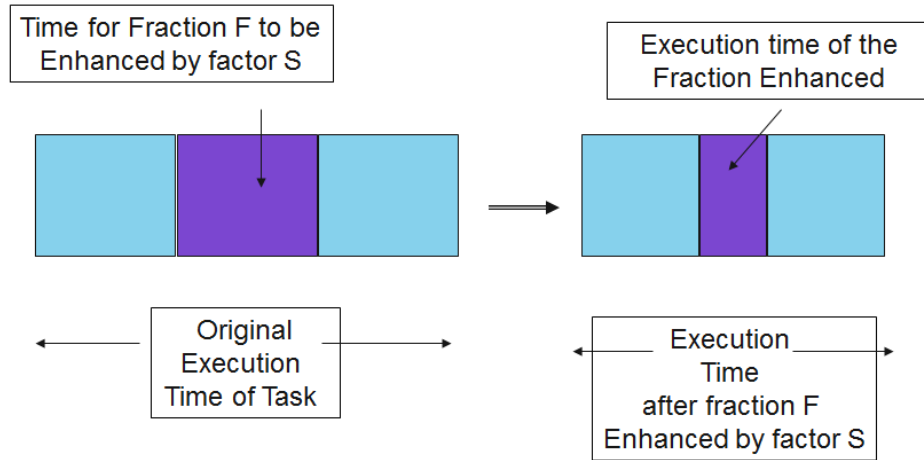 Time for Fraction F to be
Enhanced by factor S
Execution time of the
Fraction Enhanced
Original
Execution
Time of Task
Execution
Time
after fraction F
Enhanced by factor S